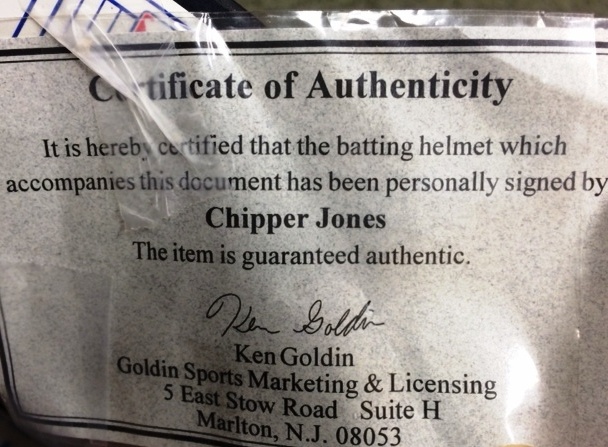 Certificate of Authenticity
It is hereby certified that the batting helmet which
accompanies this document has been personally signed by
Chipper Jones
The item is guaranteed authentic.
Ken Goldin
Ken Goldin
Goldin Sports Marketing & Licensing
5 East Stow Road Suite H
Marlton, N.J. 08053